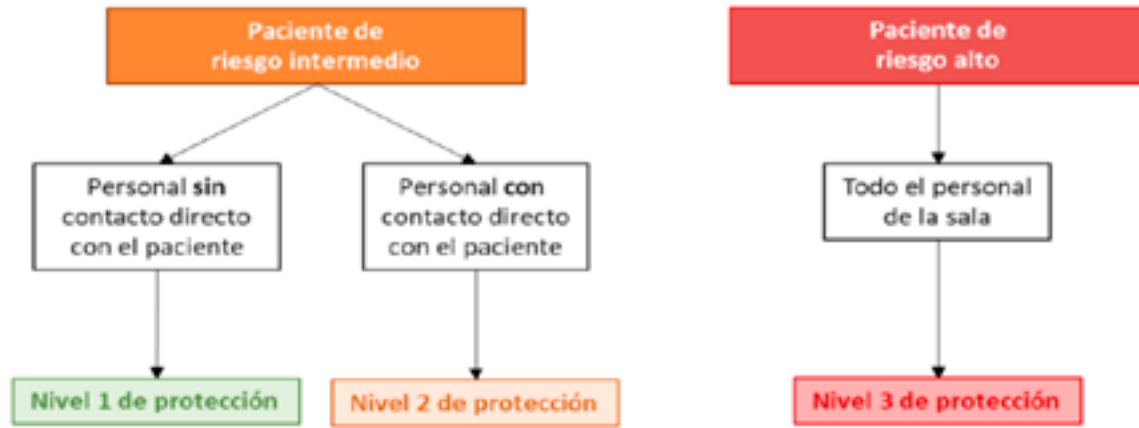 Paciente de
riesgo intermedio
Personal sin
contacto directo
con el paciente
Nivel 1 de protección
Personal con
contacto directo
con el paciente
Nivel 2 de protección
Paciente de
riesgo alto
Todo el personal
de la sala
Nivel 3 de protección